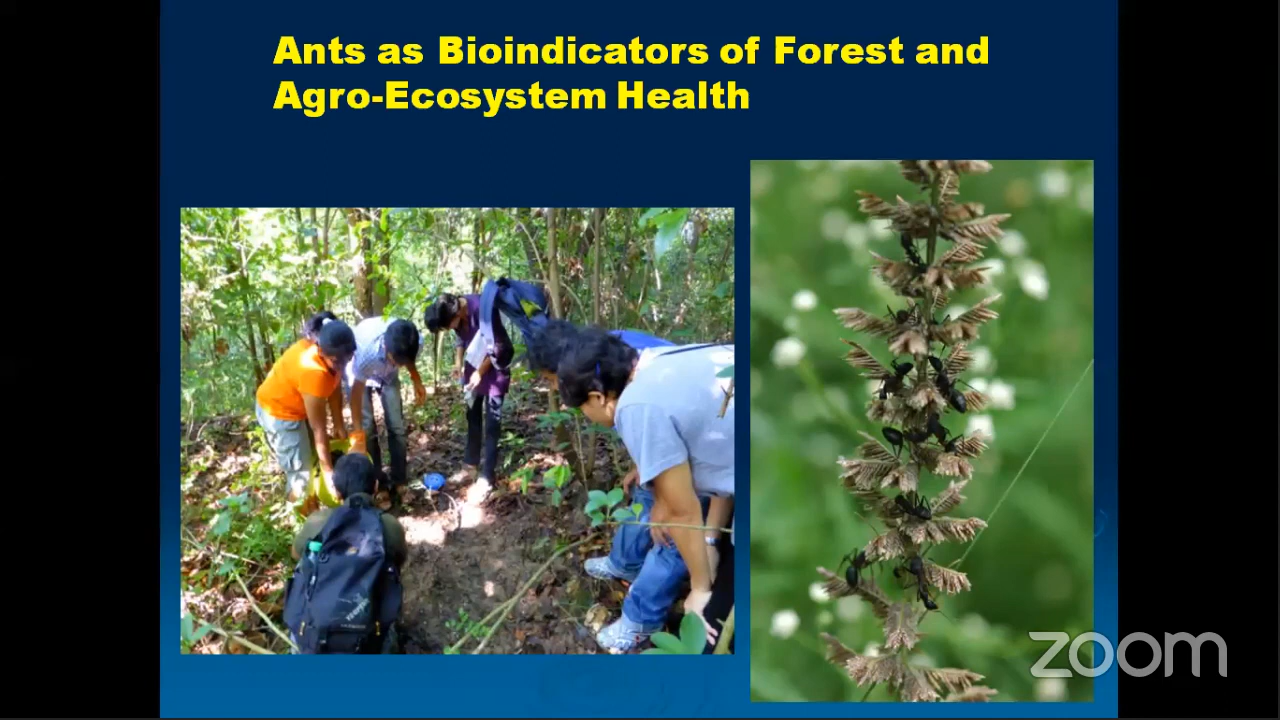 Ants as Bioindicators of Forest and
Agro-Ecosystem Health
zoom